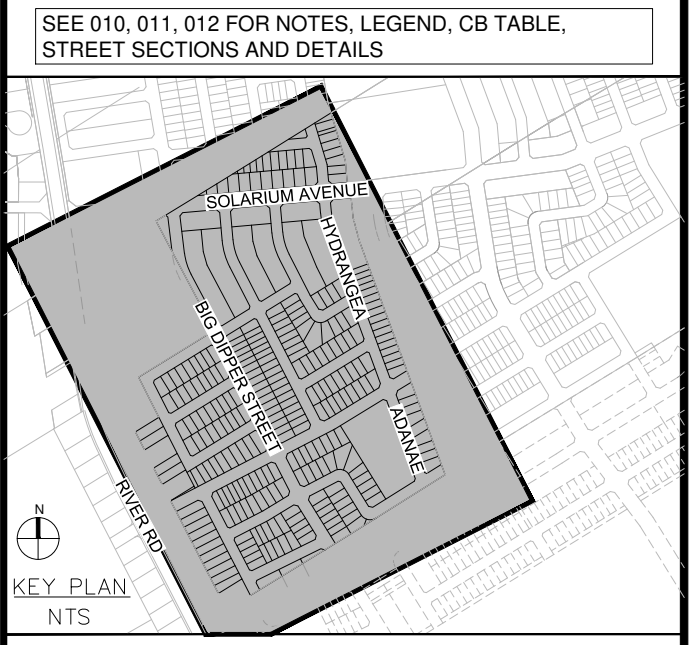 SEE 010, 011, 012 FOR NOTES, LEGEND, CB TABLE,
STREET SECTIONS AND DETAILS
SOLARIUM AVENUE
HYDRANGEA
BIG DIPPER STREET
ADANAE
RIVER RD
N
KEY PLAN
NTS